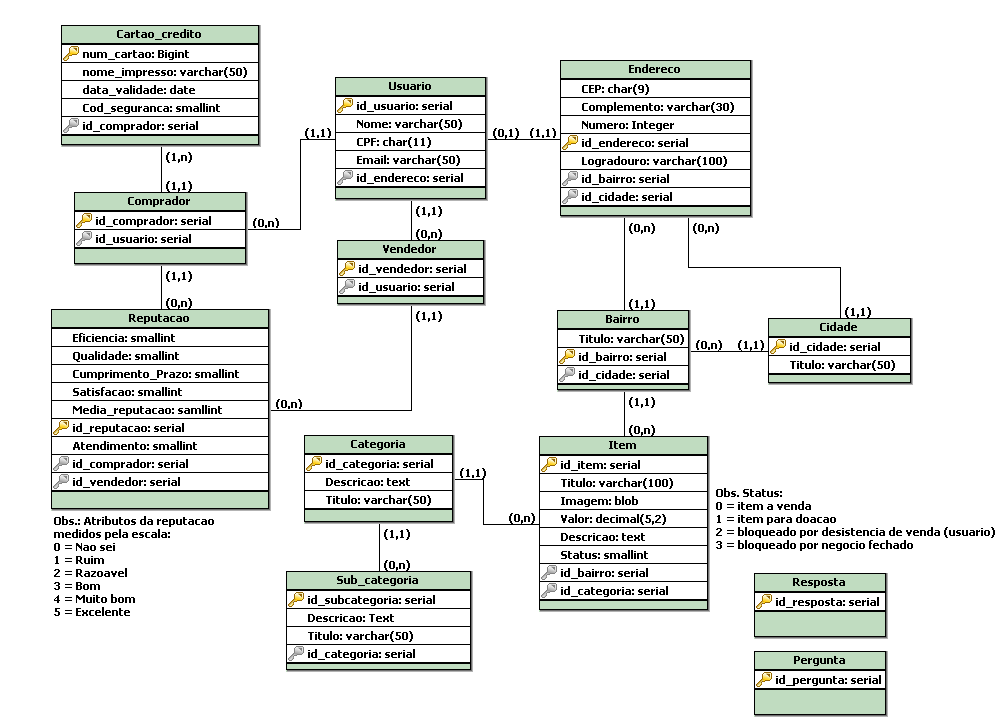 Cartao_credito
num_cartao: Bigint
nome_impresso: varchar(50)
data_validade: date
Cod_seguranca: smallint
id_comprador: serial
(1,n)
(1,1)
Comprador
id_comprador: serial
id_usuario: serial
(0,n)
(1,1)
(1,1)
(0,n)
Usuario
id_usuario: serial
Nome: varchar(50)
CPF: char(11)
Email: varchar(50)
id_endereco: serial
(0,1)
(1,1)
(1,1)
(0,n)
Endereco
CEP: char(9)
Complemento: varchar(30)
Numero: Integer
id_endereco: serial
Logradouro: varchar(100)
id_bairro: serial
id_cidade: serial
(0,n)
(0,n)
(1,1)
(1,1)
Vendedor
id_vendedor: serial
id_usuario: serial
(1,1)
(0,n)
Reputacao
Eficiencia: smallint
Qualidade: smallint
Cumprimento_Prazo: smallint
Satisfacao: smallint
Media_reputacao: samllint
id_reputacao: serial
Atendimento: smallint
id_comprador: serial
id_vendedor: serial
Obs.: Atributos da reputacao
medidos pela escala:
0 = Nao sei
1 = Ruim
2 = Razoavel
3 = Bom
4 = Muito bom
5 = Excelente
Bairro
Titulo: varchar(50)
id_bairro: serial
id_cidade: serial
(0,n)
(1,1)
(1,1)
(0,n)
Cidade
id_cidade: serial
Titulo: varchar(50)
Categoria
id_categoria: serial
Descricao: text
Titulo: varchar(50)
(1,1)
(0,n)
(1,1)
(0,n)
Sub_categoria
id_subcategoria: serial
Descricao: Text
Titulo: varchar(50)
id_categoria: serial
Item
id_item: serial
Titulo: varchar(100)
Imagem: blob
Valor: decimal(5,2)
Descricao: text
Status: smallint
id_bairro: serial
id_categoria: serial
Obs. Status:
0 = item a venda
1 = item para doacao
2 = bloqueado por desistencia de venda (usuario)
3 = bloqueado por negocio fechado
Resposta
id_resposta: serial
Pergunta
id_pergunta: serial